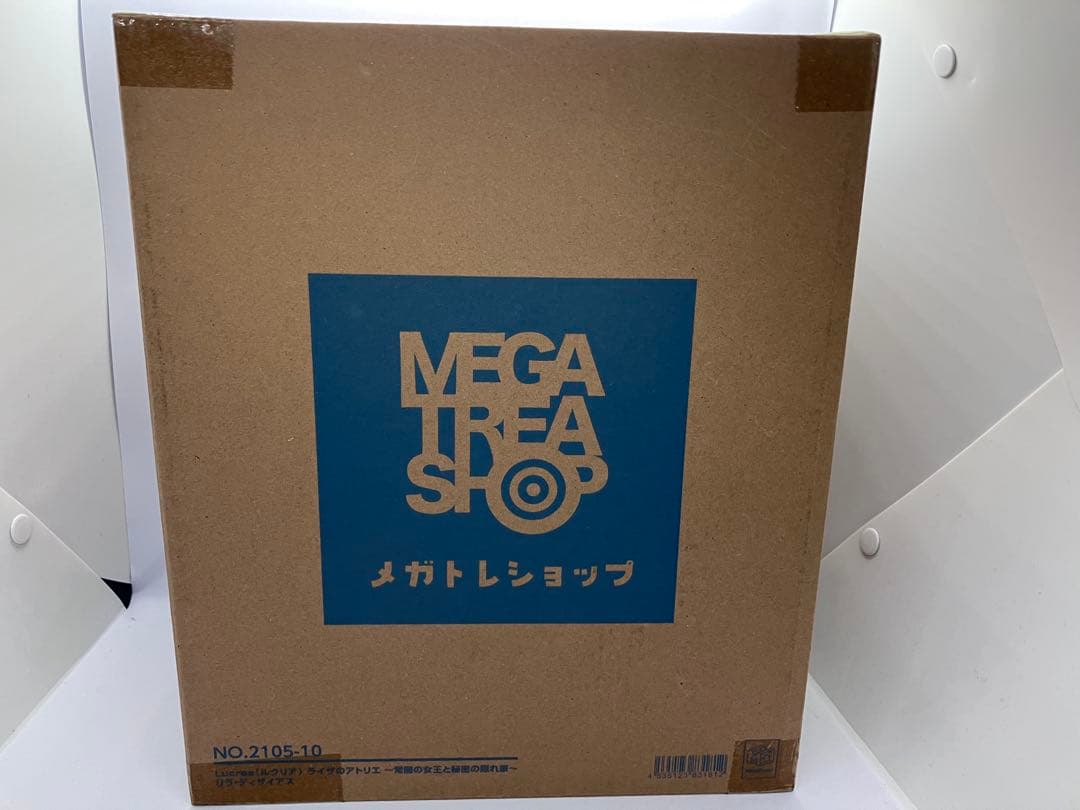 MEGA
TREA
SHOP
メガトレショップ
NO.2105-10
Lucrea(ルクリア) ライザのアトリエ ～常闇の女王と秘密の隠れ家～
リラ・ディザイアス